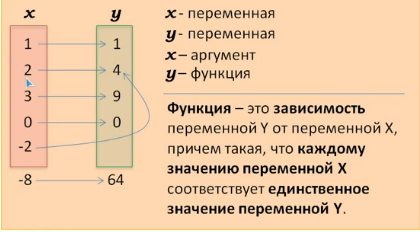 x y
1 1
2 4
3 9
0 0
-2
-8 64
x - переменная
y - переменная
x – аргумент
y – функция
Функция – это зависимость
переменной Y от переменной X,
причем такая, что каждому
значению переменной X
соответствует единственное
значение переменной Y.